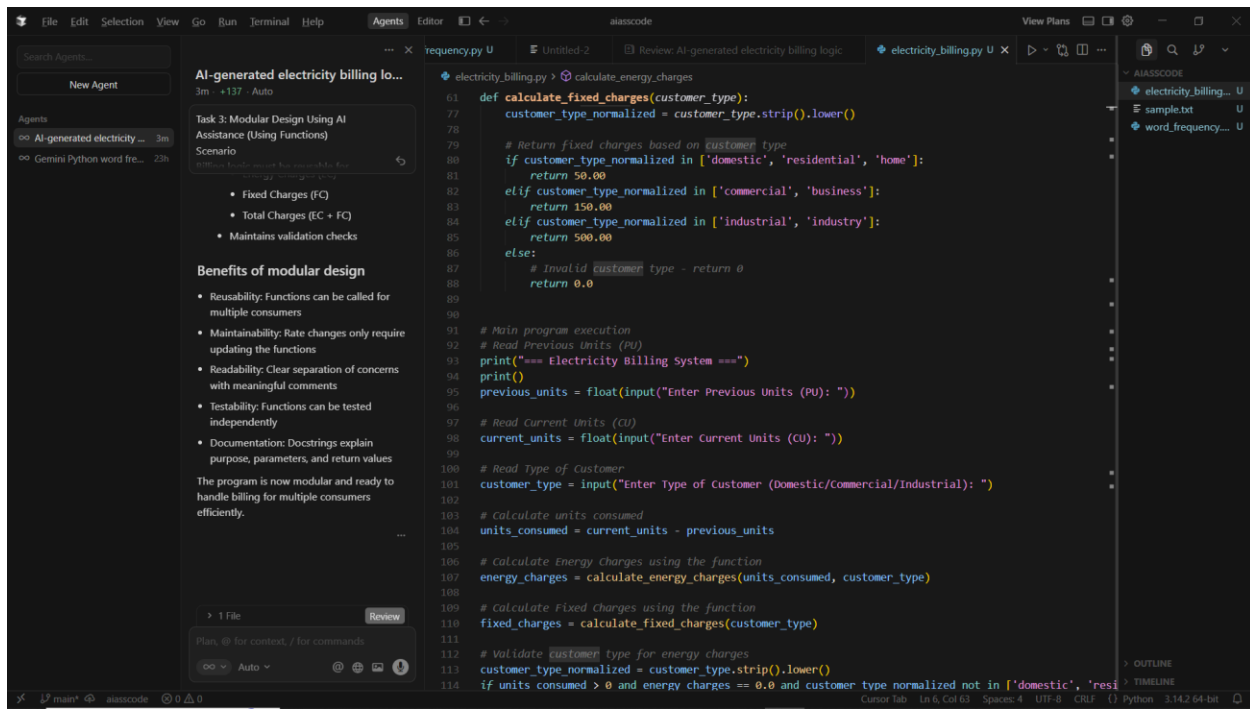 File Edit Selection View Go Run Terminal Help
Agents Editor
aiasscode
View Plans
Search Agents...
New Agent
Agents
AI-generated electricity ... 3m
Gemini Python word fre... 23h
AI-generated electricity billing lo...
3m · +137 · Auto
Task 3: Modular Design Using AI
Assistance (Using Functions)
Scenario
Fixed Charges (FC)
Total Charges (EC + FC)
Maintains validation checks
Benefits of modular design
Reusability: Functions can be called for
multiple consumers
Maintainability: Rate changes only require
updating the functions
Readability: Clear separation of concerns
with meaningful comments
Testability: Functions can be tested
independently
Documentation: Docstrings explain
purpose, parameters, and return values
The program is now modular and ready to
handle billing for multiple consumers
efficiently.
...
> 1 File Review
Plan, @ for context, / for commands
Auto
requency.py U Untitled-2 Review: AI-generated electricity billing logic electricity_billing.py U
electricity_billing.py > calculate_energy_charges
61 def calculate_fixed_charges(customer_type):
77 customer_type_normalized = customer_type.strip().lower()
78
79 # Return fixed charges based on customer type
80 if customer_type_normalized in ['domestic', 'residential', 'home']:
81 return 50.00
82 elif customer_type_normalized in ['commercial', 'business']:
83 return 150.00
84 elif customer_type_normalized in ['industrial', 'industry']:
85 return 500.00
86 else:
87 # Invalid customer type - return 0
88 return 0.0
89
90
91 # Main program execution
92 # Read Previous Units (PU)
93 print("=== Electricity Billing System ===")
94 print()
95 previous_units = float(input("Enter Previous Units (PU): "))
96
97 # Read Current Units (CU)
98 current_units = float(input("Enter Current Units (CU): "))
99
100 # Read Type of Customer
101 customer_type = input("Enter Type of Customer (Domestic/Commercial/Industrial): ")
102
103 # Calculate units consumed
104 units_consumed = current_units - previous_units
105
106 # Calculate Energy Charges using the function
107 energy_charges = calculate_energy_charges(units_consumed, customer_type)
108
109 # Calculate Fixed Charges using the function
110 fixed_charges = calculate_fixed_charges(customer_type)
111
112 # Validate customer type for energy charges
113 customer_type_normalized = customer_type.strip().lower()
114 if units_consumed > 0 and energy_charges == 0.0 and customer_type_normalized not in ['domestic', 'resi
AIASSCODE
electricity_billing... U
sample.txt U
word_frequency.... U
OUTLINE
TIMELINE
main* aiasscode 0 0
Cursor Tab Ln 6, Col 63 Spaces: 4 UTF-8 CRLF {} Python 3.14.2 64-bit